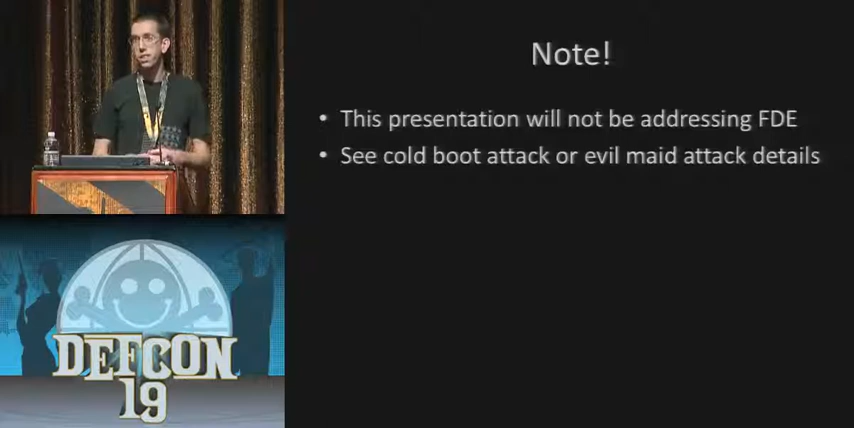 Note!
• This presentation will not be addressing FDE
• See cold boot attack or evil maid attack details
DEFCON
19